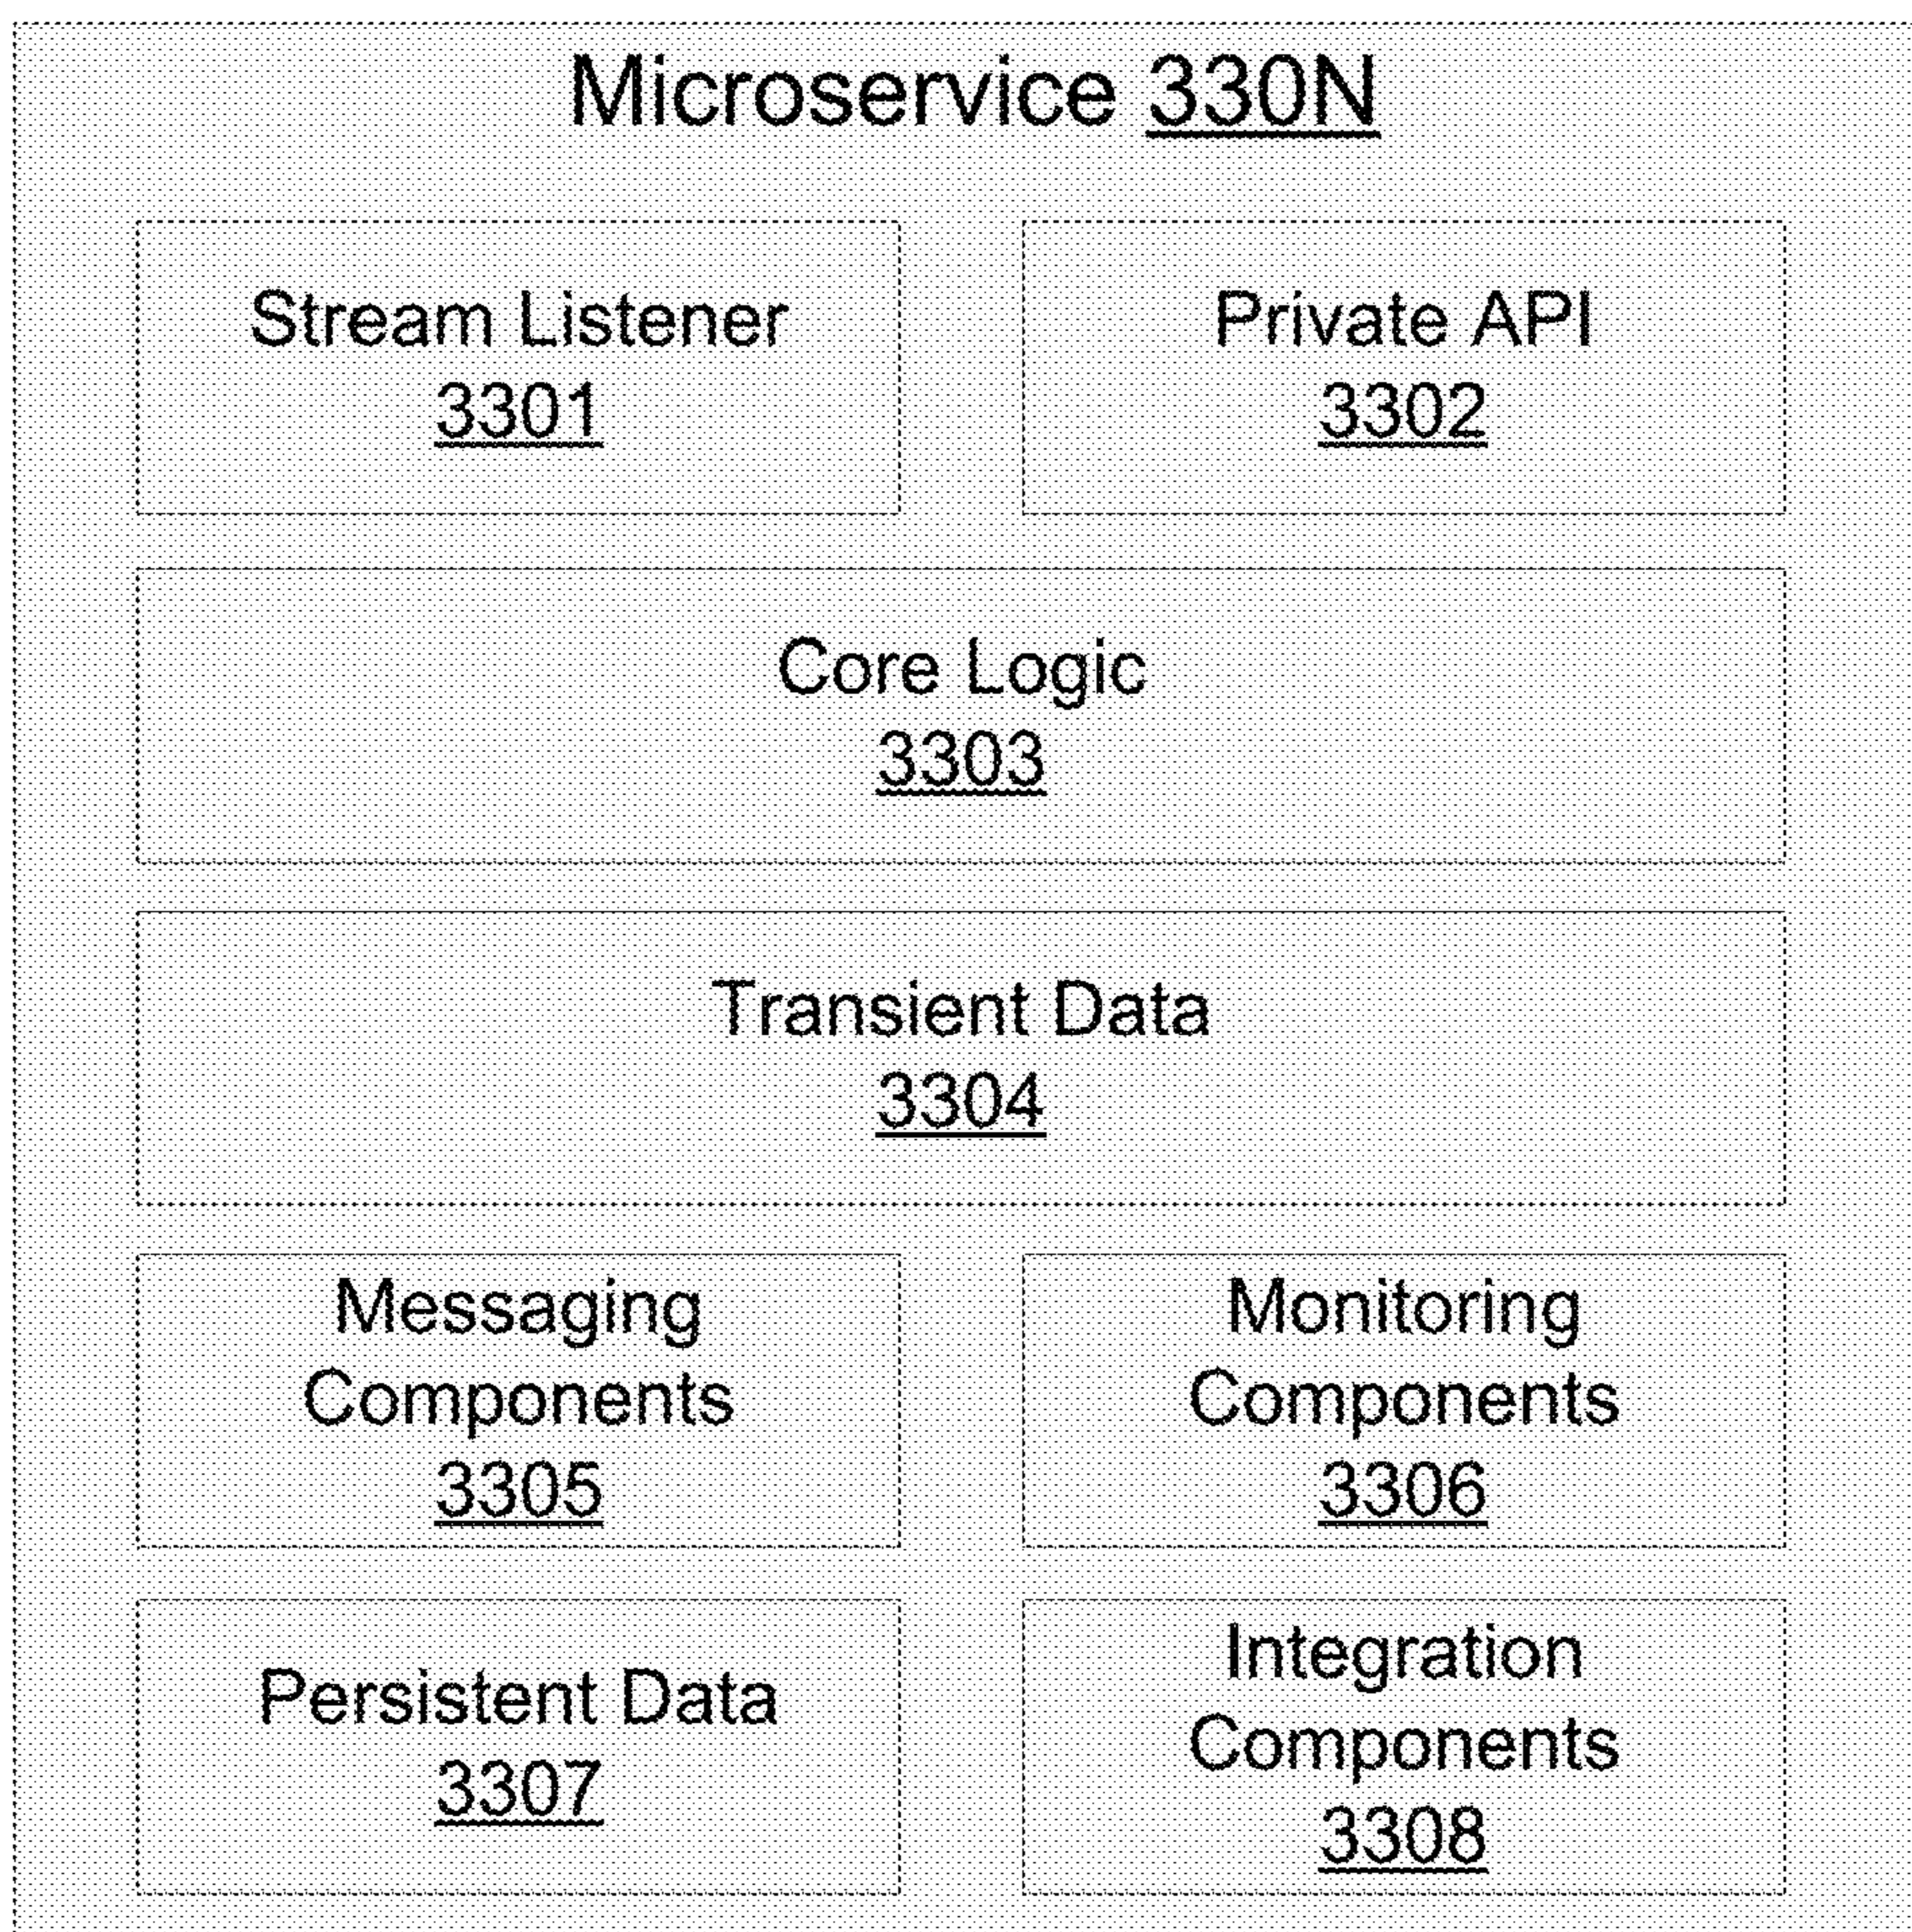 Microservice 330N
Stream Listener
3301
Private API
3302
Core Logic
3303
Transient Data
3304
Messaging
Components
3305
Monitoring
Components
3306
Persistent Data
3307
Integration
Components
3308